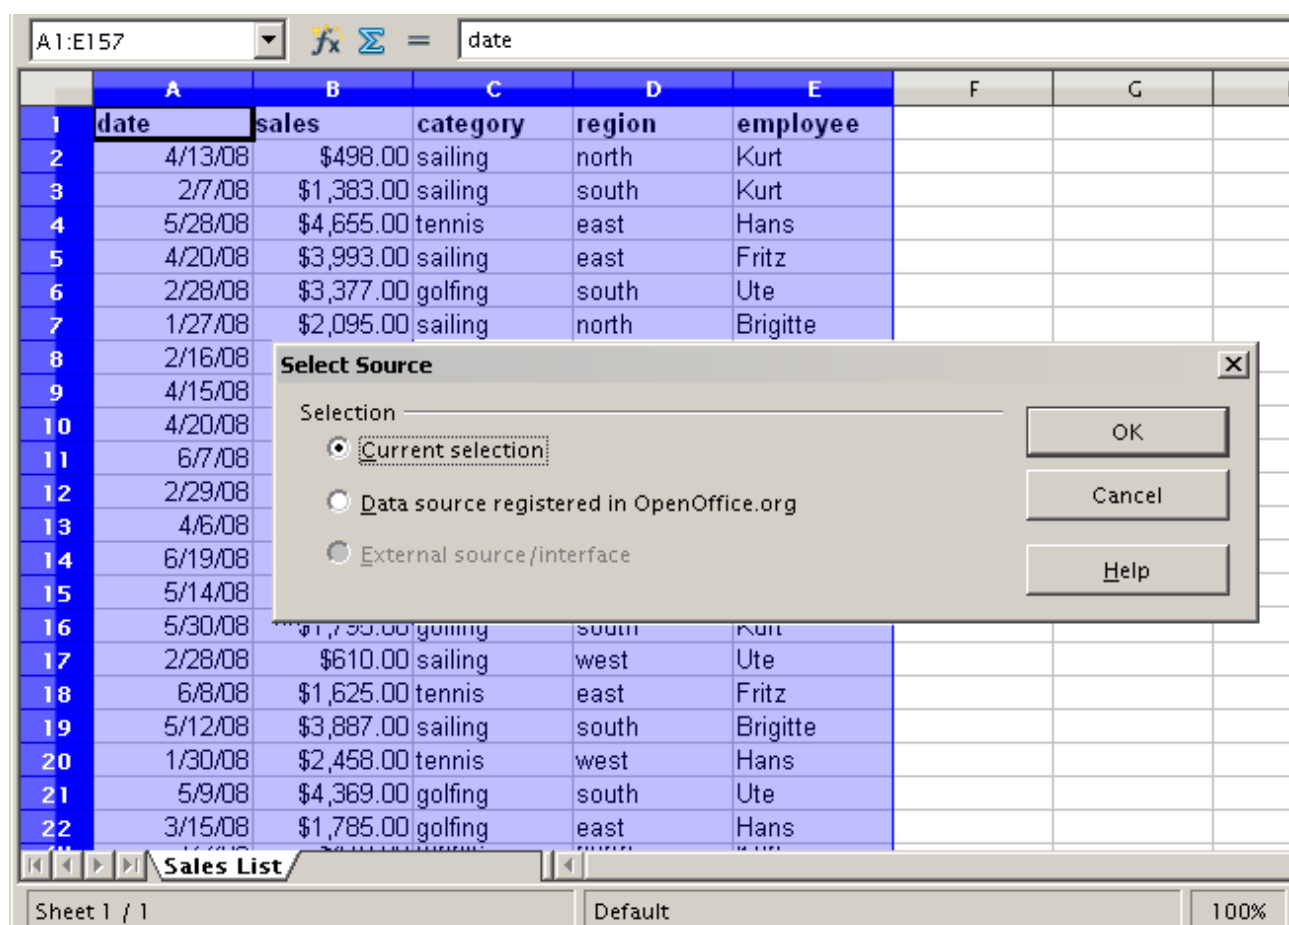 A1:E157 fx Σ = date
A B C D E F G
1 date sales category region employee
2 4/13/08 $498.00 sailing north Kurt
3 2/7/08 $1,383.00 sailing south Kurt
4 5/28/08 $4,655.00 tennis east Hans
5 4/20/08 $3,993.00 sailing east Fritz
6 2/28/08 $3,377.00 golfing south Ute
7 1/27/08 $2,095.00 sailing north Brigitte
8 2/16/08
9 4/15/08
10 4/20/08
11 6/7/08
12 2/29/08
13 4/6/08
14 6/19/08
15 5/14/08
Select Source
Selection
Current selection
Data source registered in OpenOffice.org
External source/interface
OK
Cancel
Help
16 5/30/08 golfing south Kurt
17 2/28/08 $610.00 sailing west Ute
18 6/8/08 $1,625.00 tennis east Fritz
19 5/12/08 $3,887.00 sailing south Brigitte
20 1/30/08 $2,458.00 tennis west Hans
21 5/9/08 $4,369.00 golfing south Ute
22 3/15/08 $1,785.00 golfing east Hans
Sales List
Sheet 1 / 1 Default 100%